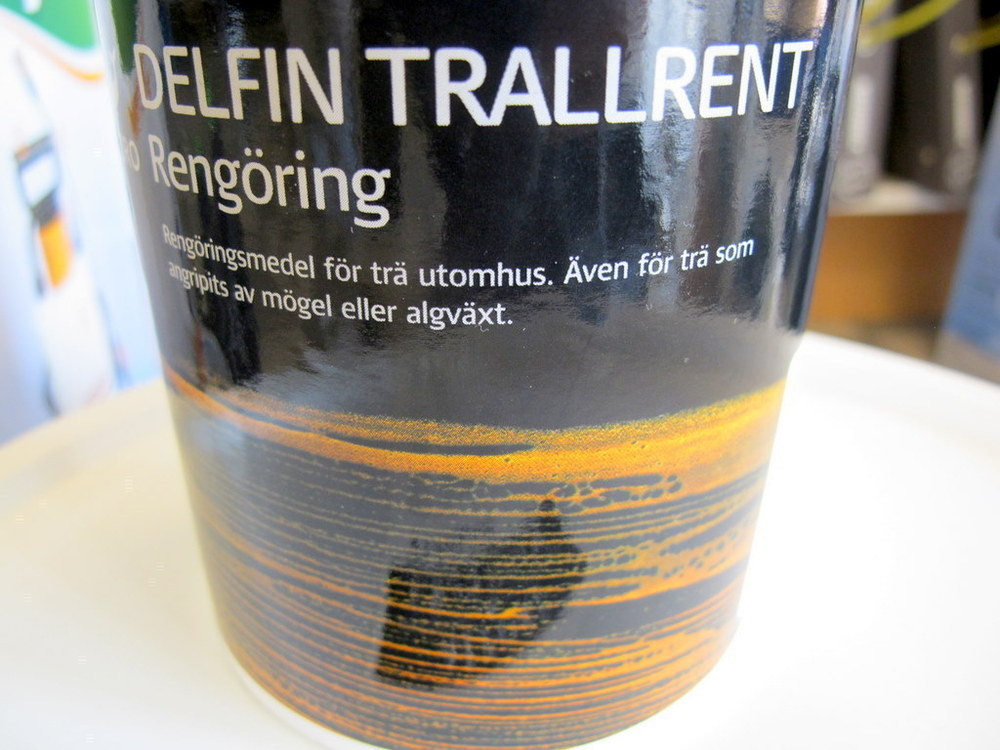 DELFIN TRALLRENT
Rengöring
Rengöringsmedel för trä utomhus. Även för trä som
angripits av mögel eller algväxt.